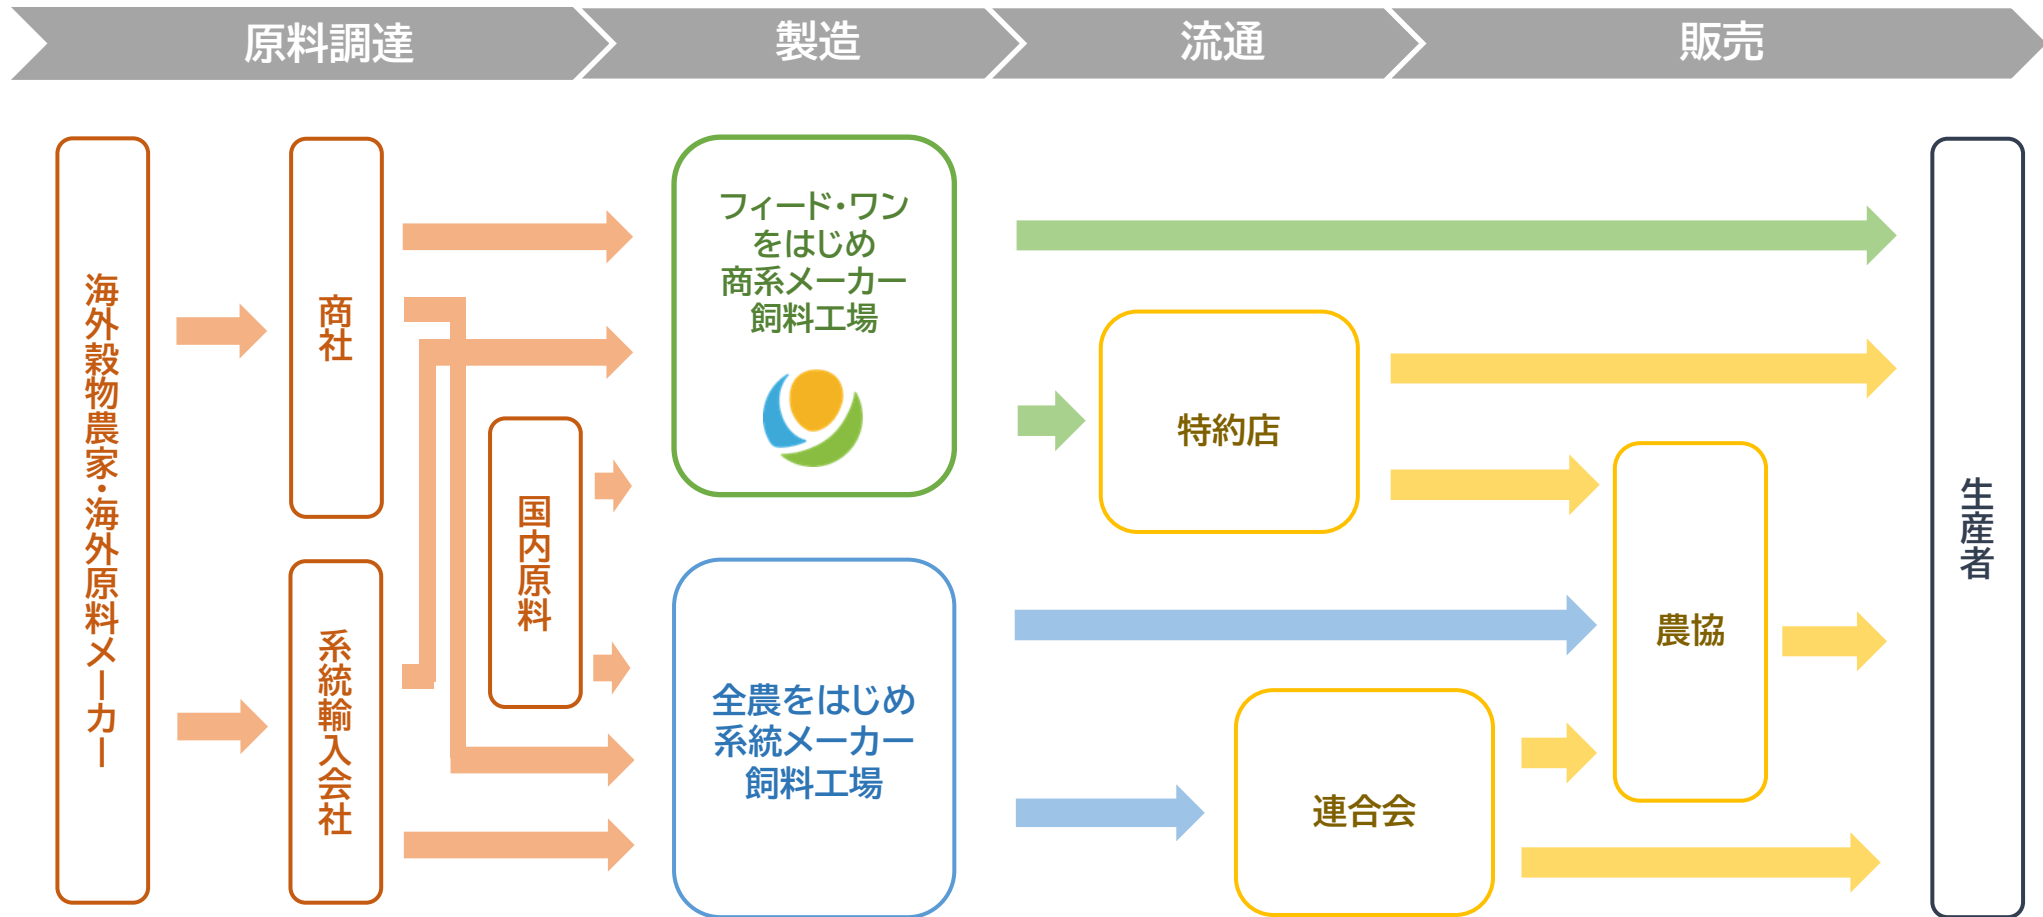 原料調達
製造
流通
販売
海外穀物農家・海外原料メーカー
商社
系統輸入会社
国内原料
フィード・ワン
をはじめ
商系メーカー
飼料工場
全農をはじめ
系統メーカー
飼料工場
特約店
連合会
農協
生産者